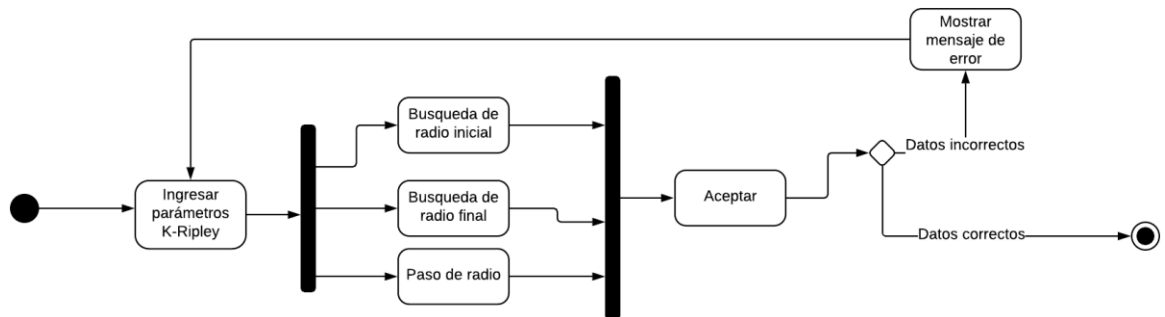 Mostrar
mensaje de
error
Busqueda de
radio inicial
Datos incorrectos
Ingresar
parámetros
K-Ripley
Busqueda de
radio final
Aceptar
Datos correctos
Paso de radio